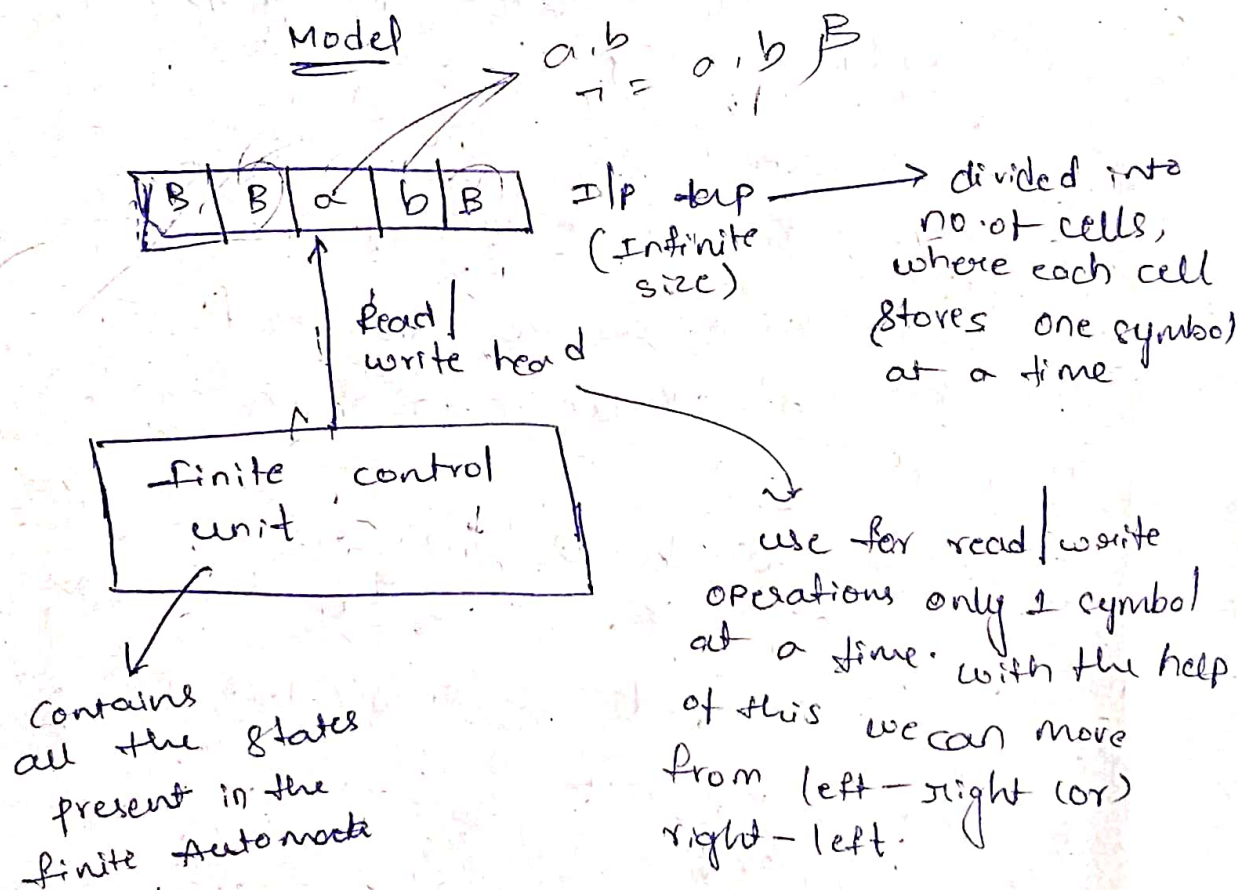 Model
a,b
= a, b B
B B a b B
I/p tap
(Infinite
size)
divided into
no. of cells,
where each cell
stores one symbol
at a time
Read/
write head
finite control
unit
use for read/write
operations only 1 cymbol
at a time. with the help
of this we can move
from left-right (or)
right-left.
Contains
all the states
present in the
finite Automata